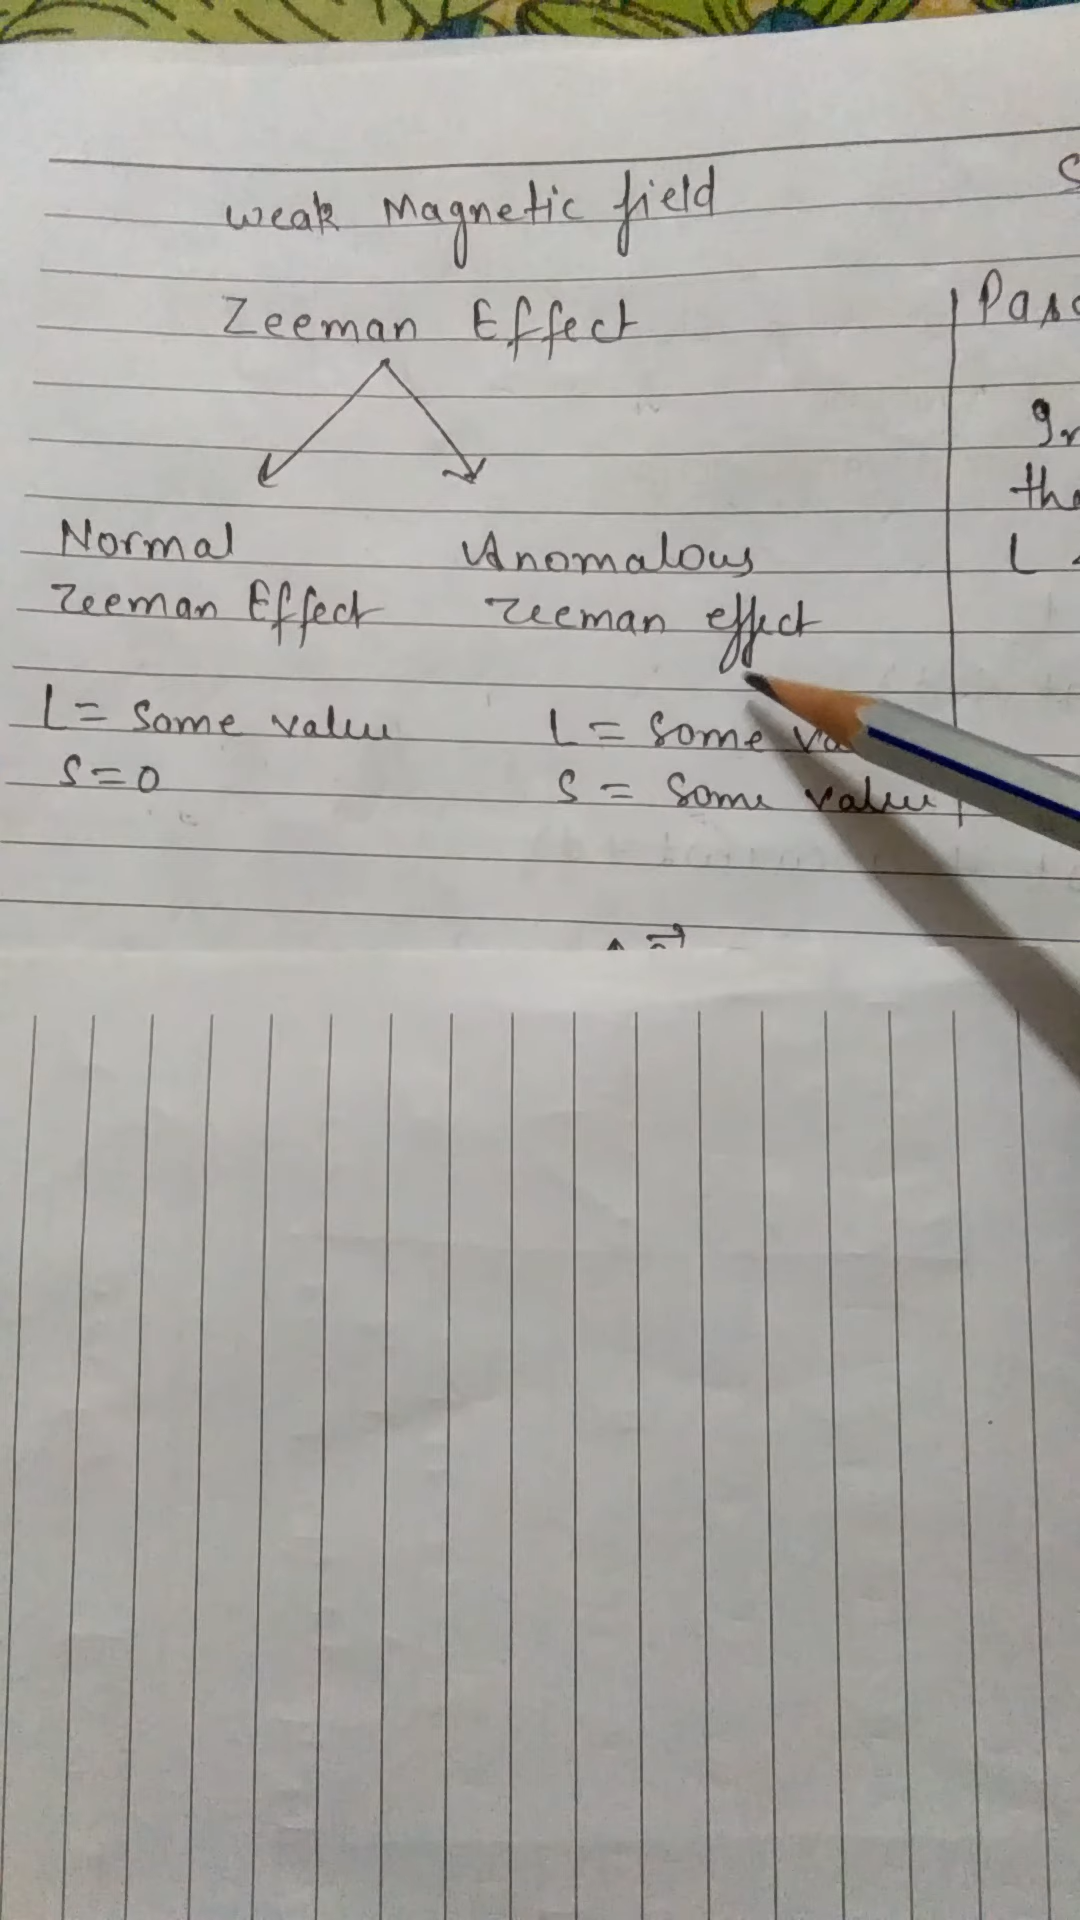 Weak Magnetic field
Zeeman Effect
Normal
Zeeman Effect
Anomalous
Zeeman effect
L = Some value
S = 0
L = Some
S = Some value
L